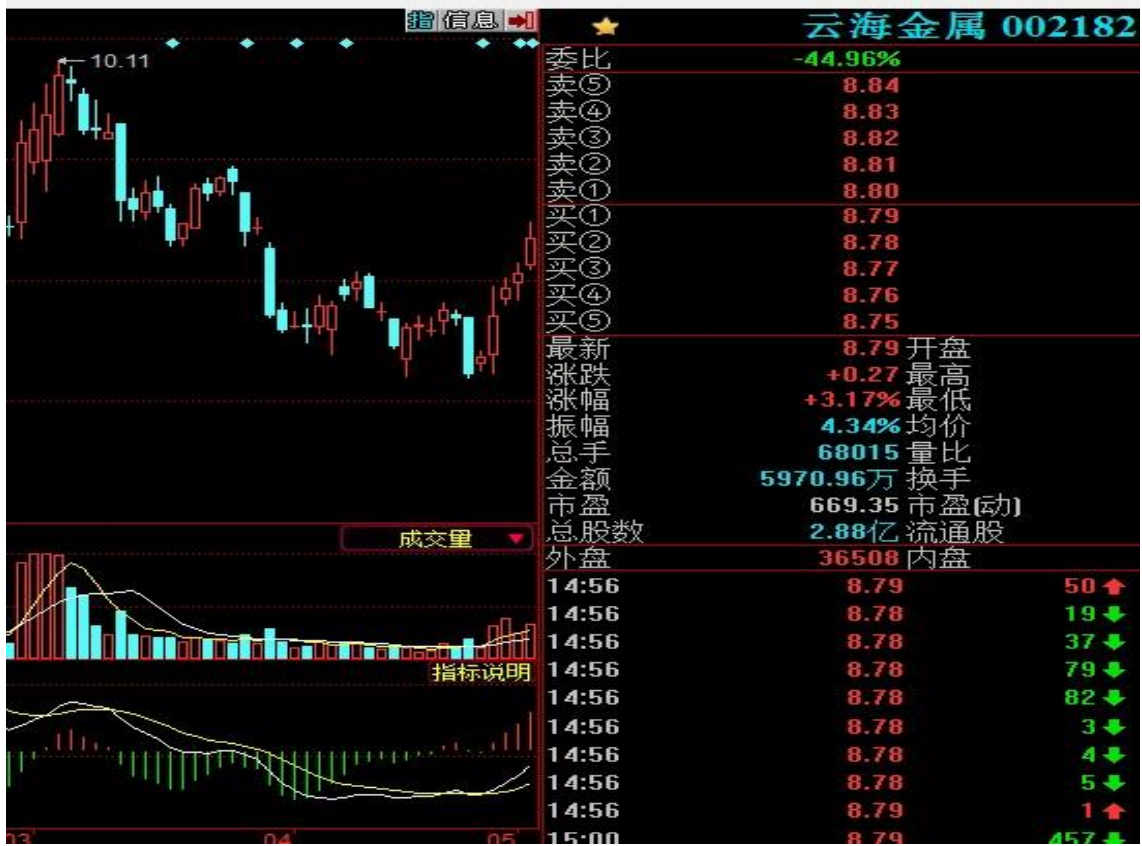 指 信息
云海金属 002182
10.11
委比 -44.96%
卖⑤ 8.84
卖④ 8.83
卖③ 8.82
卖② 8.81
卖① 8.80
买① 8.79
买② 8.78
买③ 8.77
买④ 8.76
买⑤ 8.75
最新 8.79 开盘
涨跌 +0.27 最高
涨幅 +3.17% 最低
振幅 4.34% 均价
总手 68015 量比
金额 5970.96万 换手
市盈 669.35 市盈(动)
总股数 2.88亿 流通股
外盘 36508 内盘
成交量
指标说明
14:56 8.79 50
14:56 8.78 19
14:56 8.78 37
14:56 8.78 79
14:56 8.78 82
14:56 8.78 3
14:56 8.78 4
14:56 8.78 5
14:56 8.79 1
15:00 8.79 457
03 04 05